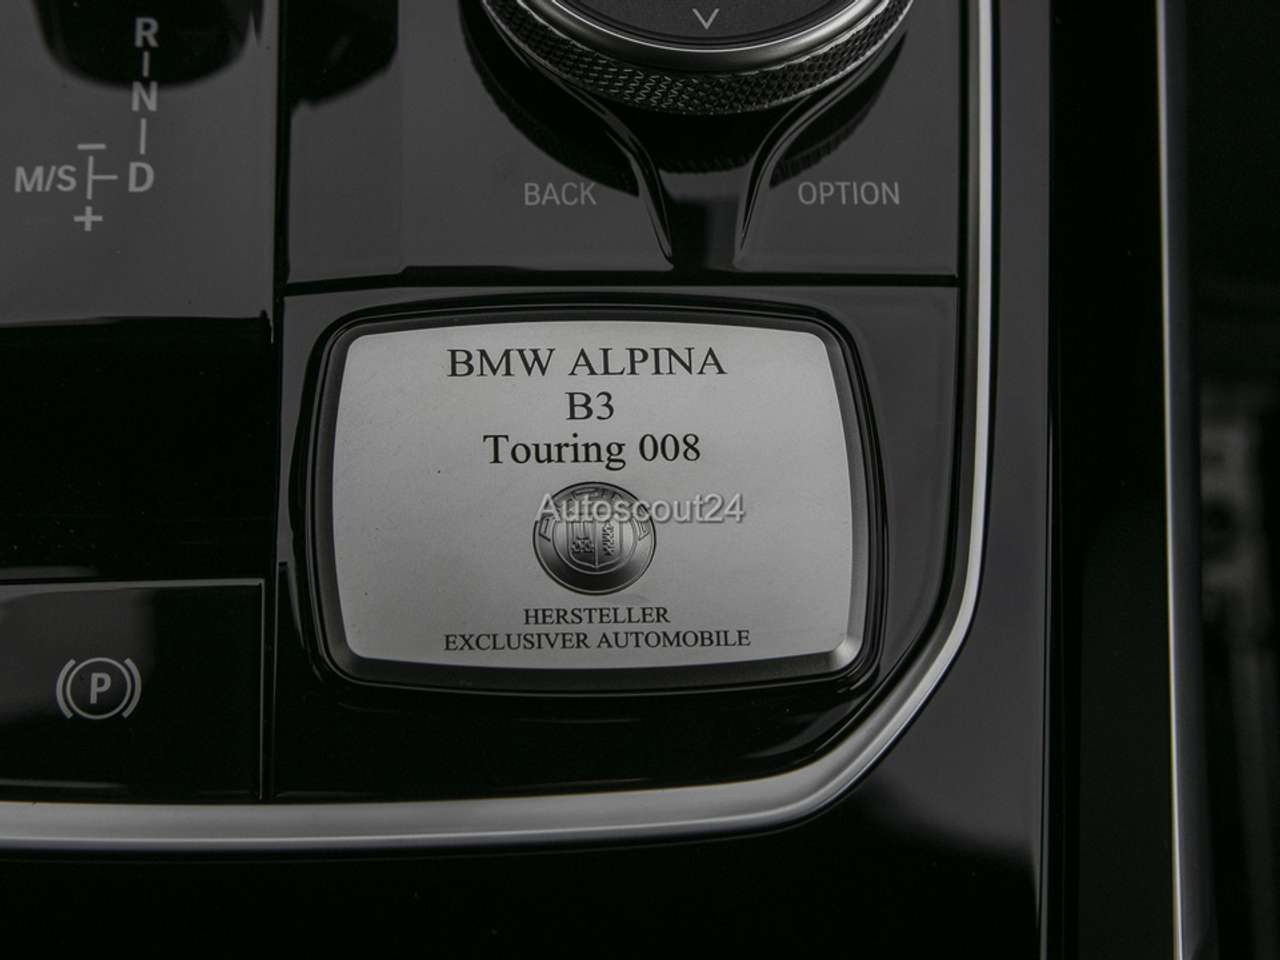 R
N
M/S D
−
+
BACK
OPTION
BMW ALPINA
B3
Touring 008
Autoscout24
HERSTELLER
EXCLUSIVER AUTOMOBILE
P